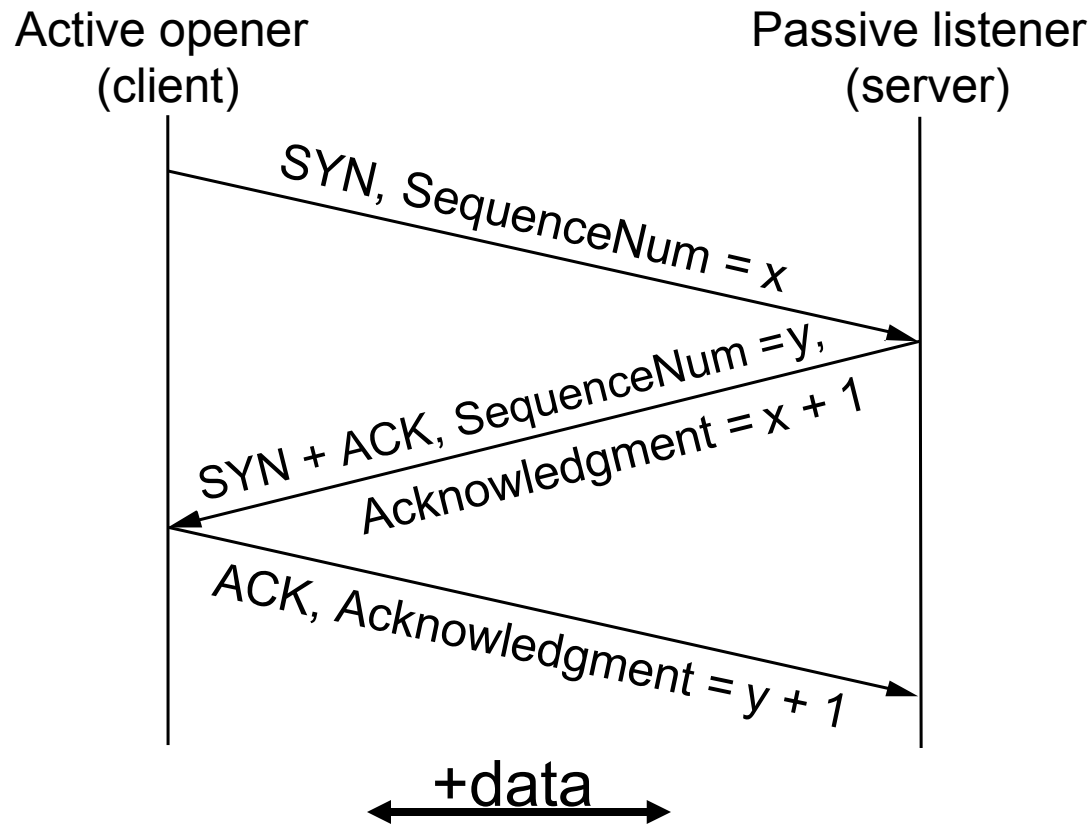 Active opener
(client)
Passive listener
(server)
SYN, SequenceNum = x
SYN + ACK, SequenceNum =y,
Acknowledgment = x + 1
ACK, Acknowledgment = y + 1
+data